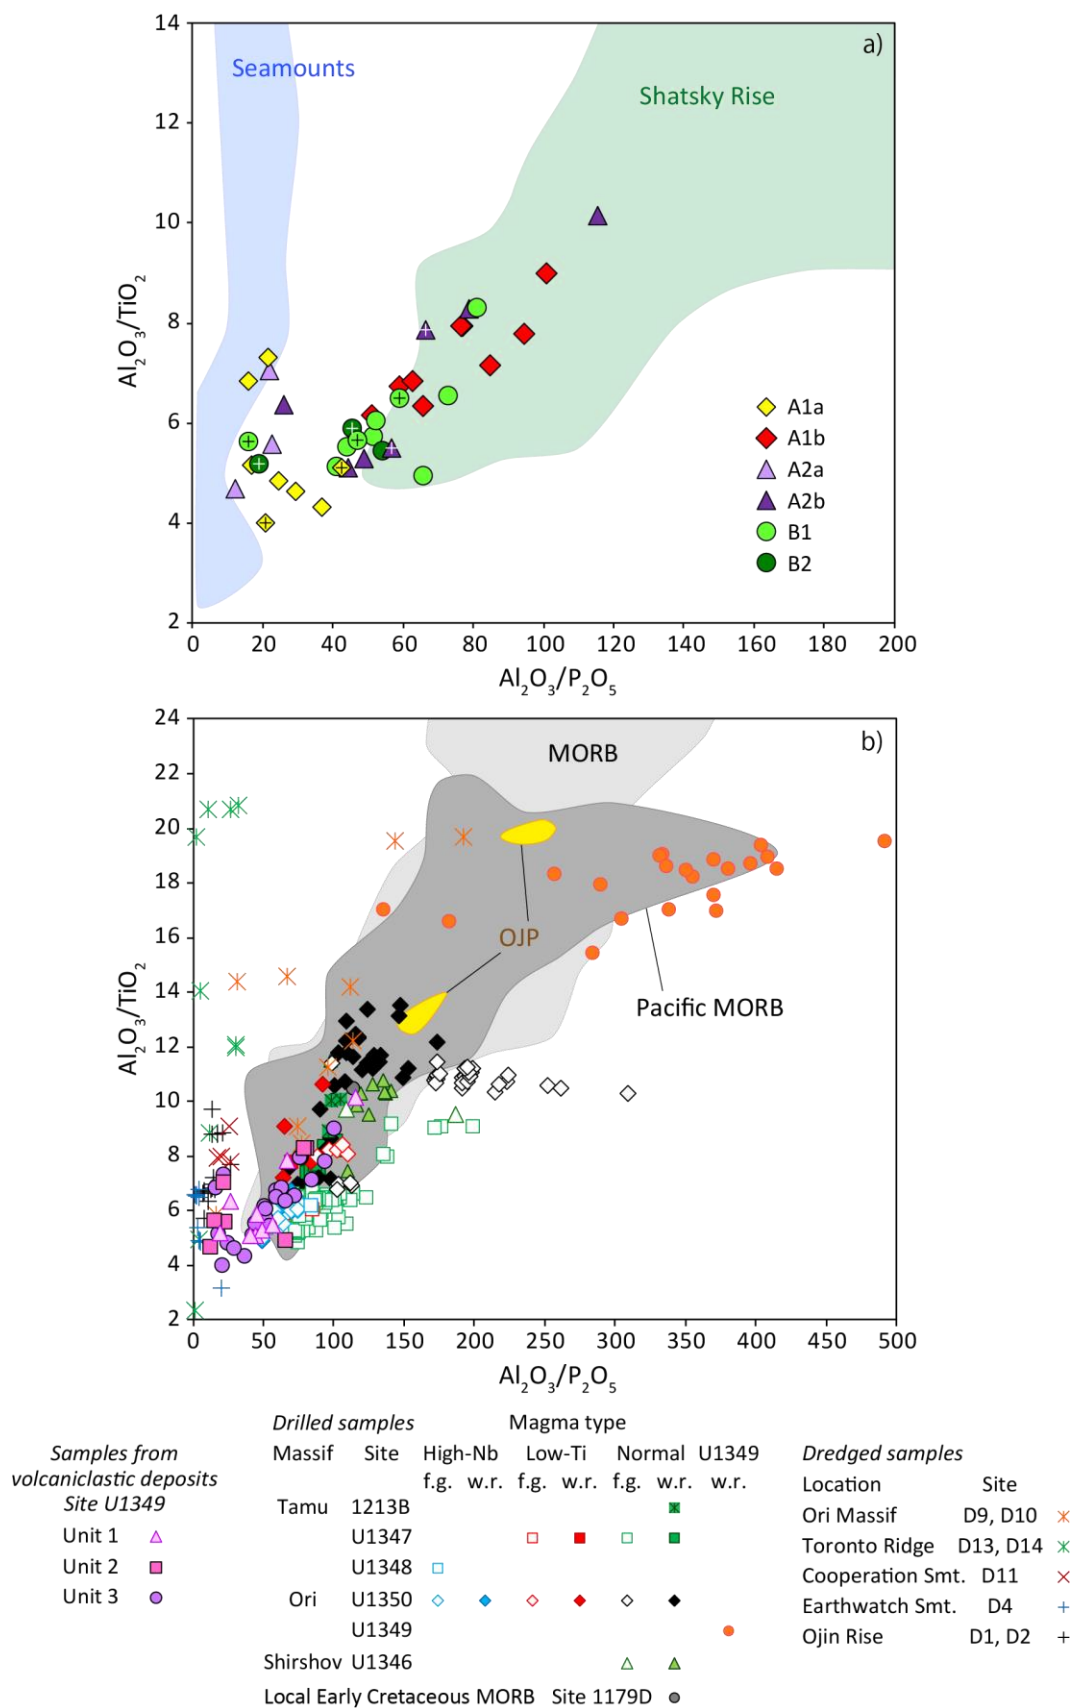 a)
Seamounts
Shatsky Rise
14
12
10
8
6
4
2
Al₂O₃/TiO₂
A1a
A1b
A2a
A2b
B1
B2
0 20 40 60 80 100 120 140 160 180 200
Al₂O₃/P₂O₅
b)
MORB
OJP
Pacific MORB
24
22
20
18
16
14
12
10
8
6
4
2
Al₂O₃/TiO₂
0 50 100 150 200 250 300 350 400 450 500
Al₂O₃/P₂O₅
Samples from
volcaniclastic deposits
Site U1349
Unit 1
Unit 2
Unit 3
Drilled samples Magma type
Massif Site High-Nb Low-Ti Normal U1349
f.g. w.r. f.g. w.r. f.g. w.r. w.r.
Tamu 1213B
U1347
U1348
Ori U1350
U1349
Shirshov U1346
Local Early Cretaceous MORB Site 1179D
Dredged samples
Location Site
Ori Massif D9, D10
Toronto Ridge D13, D14
Cooperation Smt. D11
Earthwatch Smt. D4
Ojin Rise D1, D2